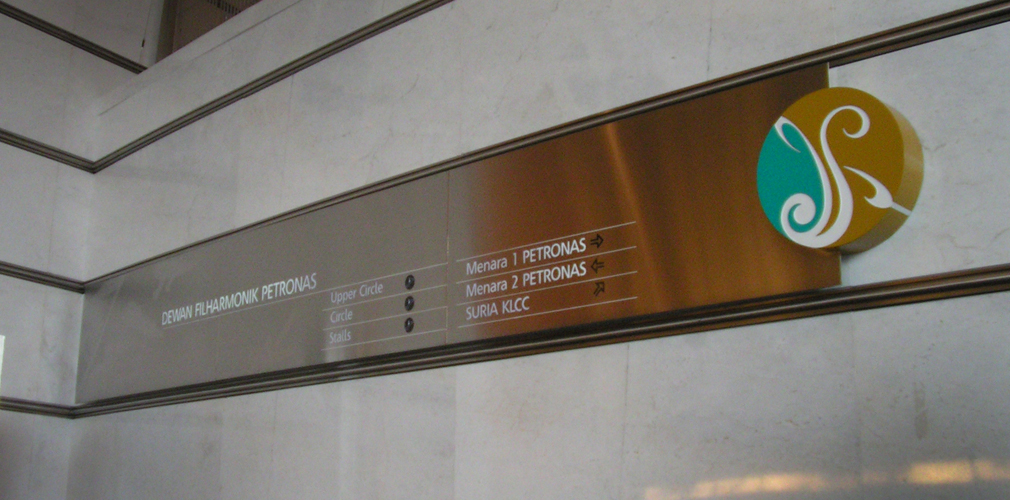 DEWAN FILHARMONIK PETRONAS
Upper Circle
Circle
Stalls
Menara 1 PETRONAS
Menara 2 PETRONAS
SURIA KLCC